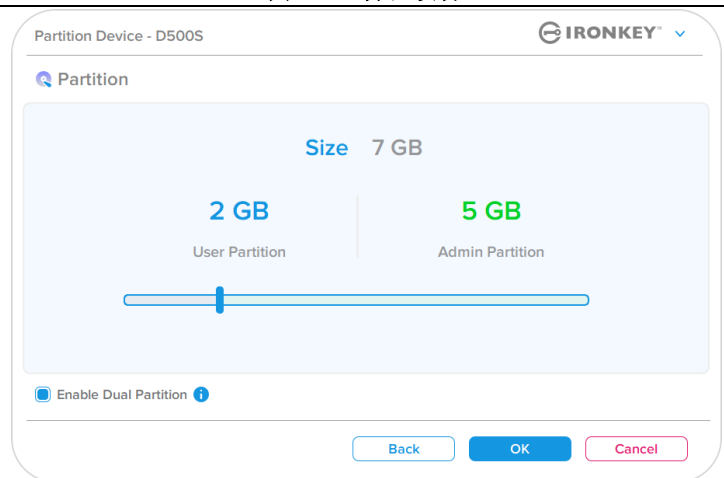 Partition Device - D500S
IRONKEY™
Partition
Size 7 GB
2 GB 5 GB
User Partition Admin Partition
Enable Dual Partition i
Back OK Cancel